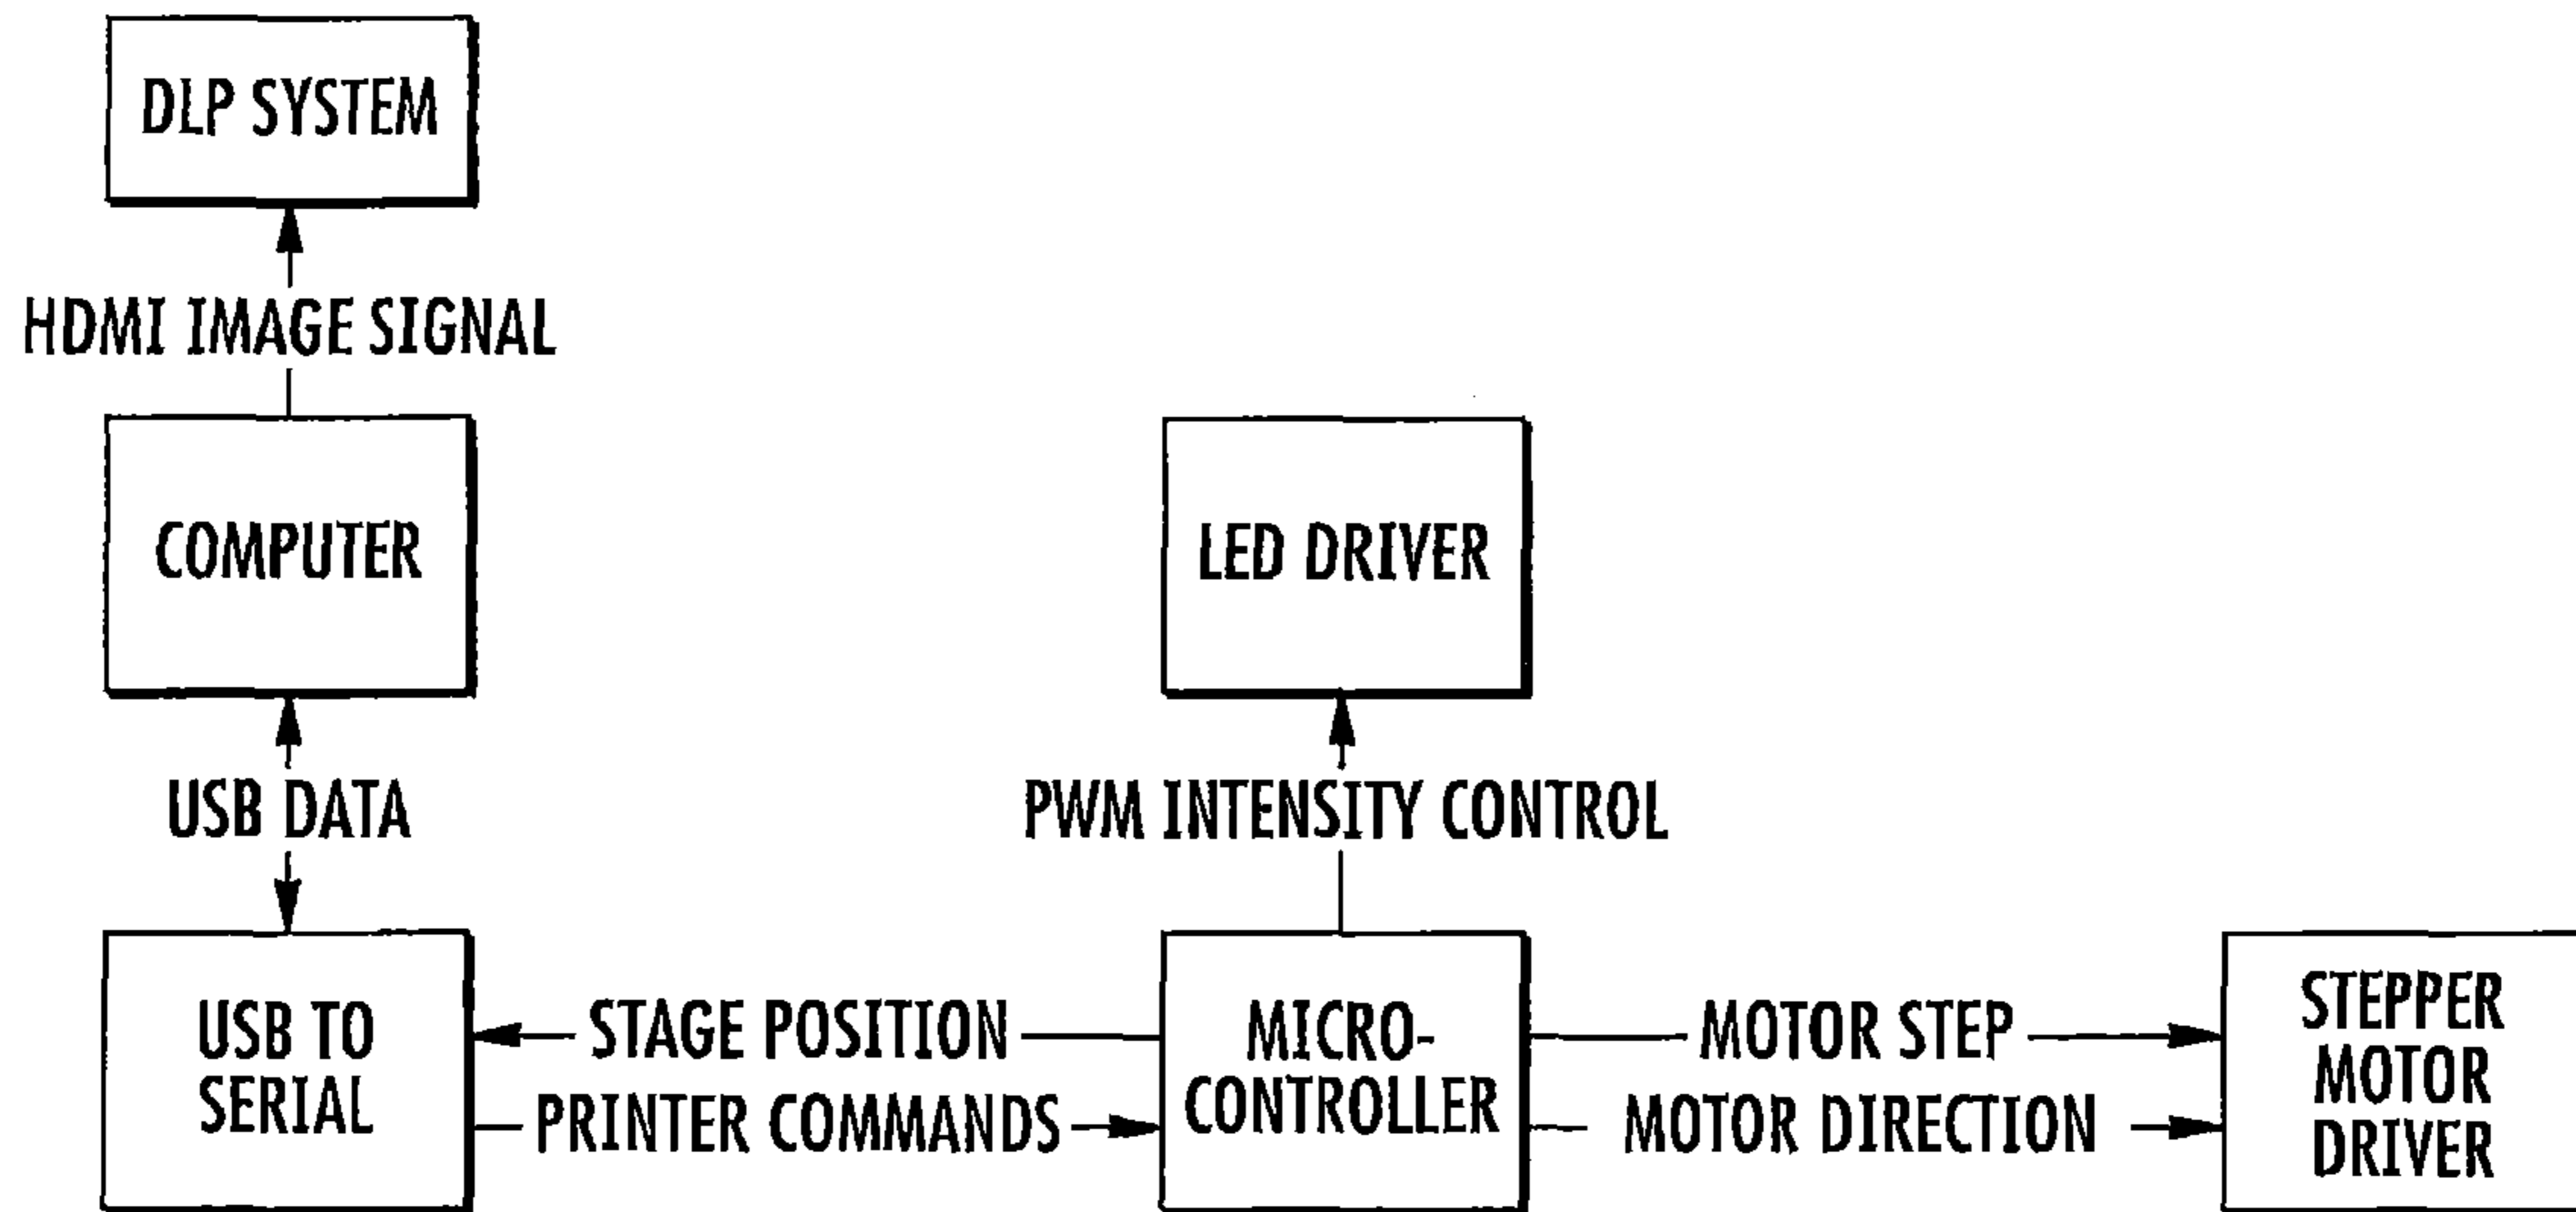 DLP SYSTEM
HDMI IMAGE SIGNAL
COMPUTER
LED DRIVER
USB DATA
PWM INTENSITY CONTROL
USB TO
SERIAL
STAGE POSITION
PRINTER COMMANDS
MICRO-
CONTROLLER
MOTOR STEP
MOTOR DIRECTION
STEPPER
MOTOR
DRIVER